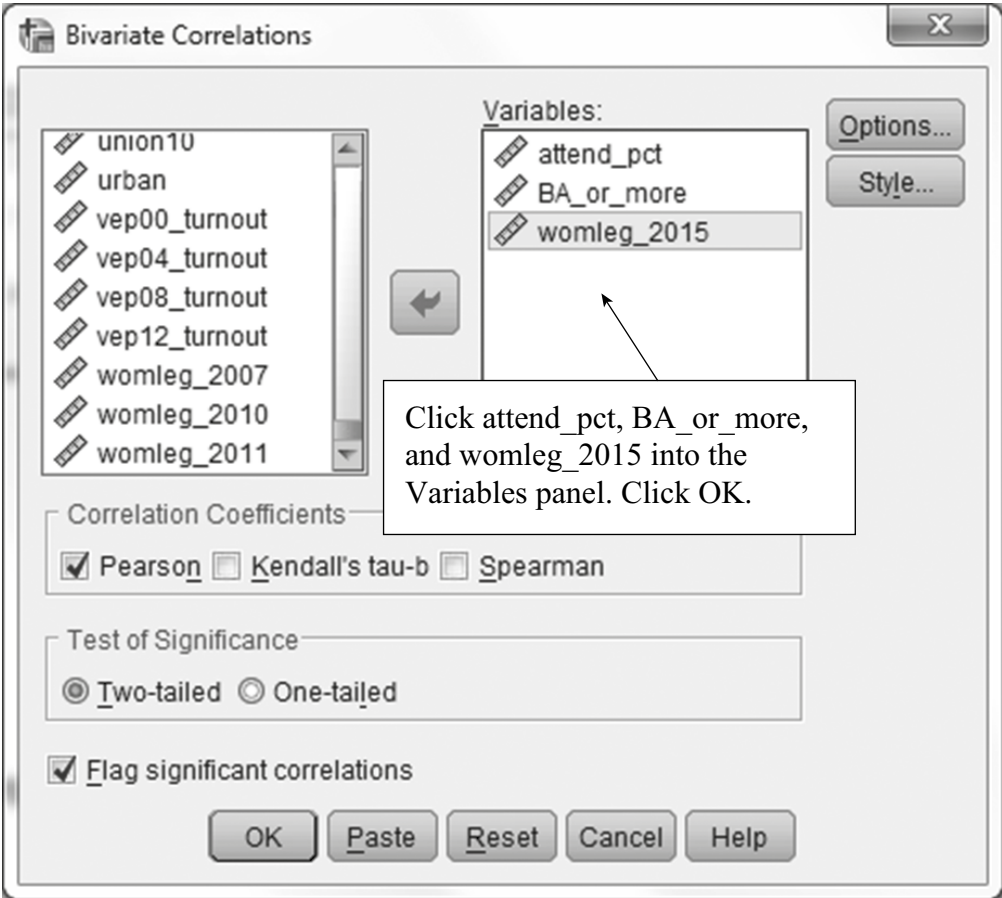 Bivariate Correlations
Variables:
union10
urban
vep00_turnout
vep04_turnout
vep08_turnout
vep12_turnout
womleg_2007
womleg_2010
womleg_2011
attend_pct
BA_or_more
womleg_2015
Options...
Style...
Click attend_pct, BA_or_more,
and womleg_2015 into the
Variables panel. Click OK.
Correlation Coefficients
Pearson Kendall's tau-b Spearman
Test of Significance
Two-tailed One-tailed
Flag significant correlations
OK Paste Reset Cancel Help